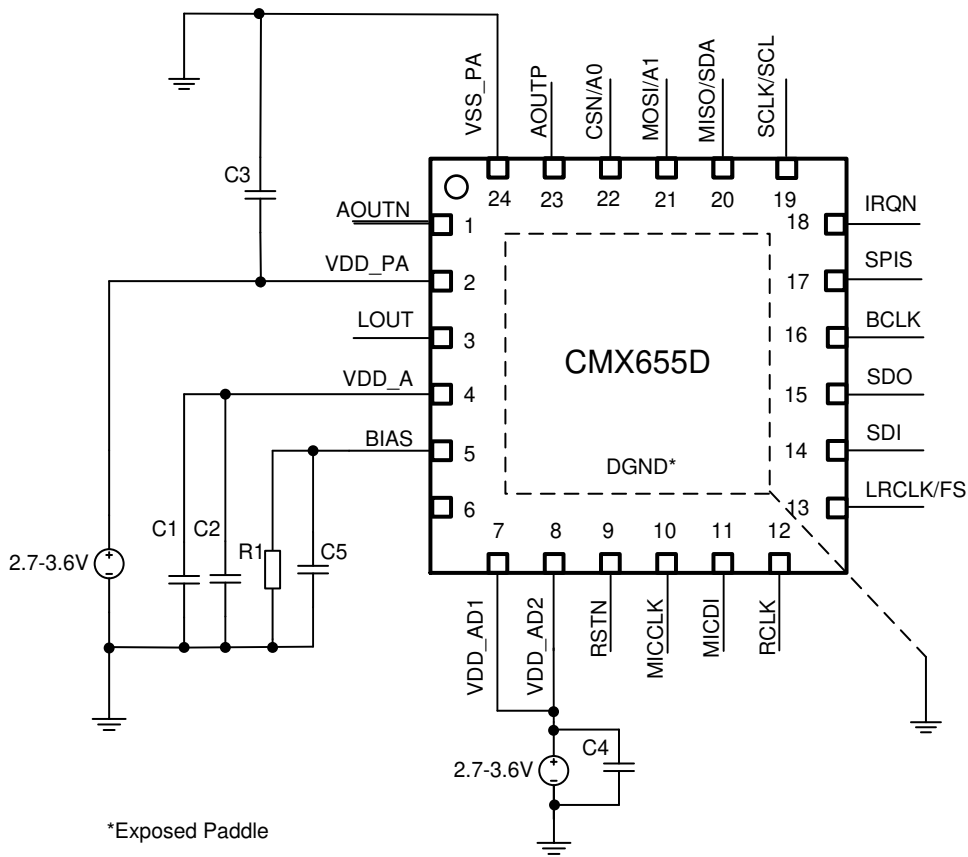 VSS_PA
AOUTP
CSN/A0
MOSI/A1
MISO/SDA
SCLK/SCL
C3
24
23
22
21
20
19
AOUTN
1
18
IRQN
VDD_PA
2
17
SPIS
LOUT
3
CMX655D
16
BCLK
VDD_A
4
15
SDO
BIAS
5
DGND*
14
SDI
6
13
LRCLK/FS
C1
C2
R1
C5
2.7-3.6V
7
8
9
10
11
12
VDD_AD1
VDD_AD2
RSTN
MICCLK
MICDI
RCLK
C4
2.7-3.6V
*Exposed Paddle